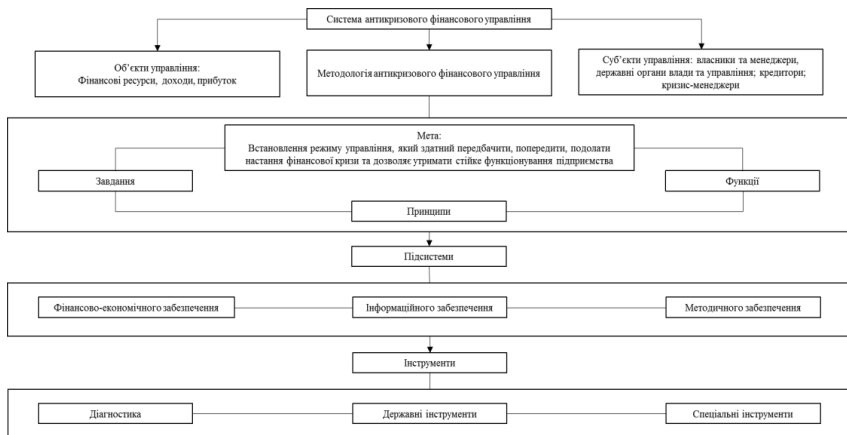 Система антикризового фінансового управління
Об’єкти управління:
Фінансові ресурси, доходи, прибуток
Методологія антикризового фінансового управління
Суб’єкти управління: власники та менеджери,
державні органи влади та управління; кредитори;
кризис-менеджери
Мета:
Встановлення режиму управління, який здатний передбачити, попередити, подолати
настання фінансової кризи та дозволяє утримати стійке функціонування підприємства
Завдання
Функції
Принципи
Підсистеми
Фінансово-економічного забезпечення
Інформаційного забезпечення
Методичного забезпечення
Інструменти
Діагностика
Державні інструменти
Спеціальні інструменти